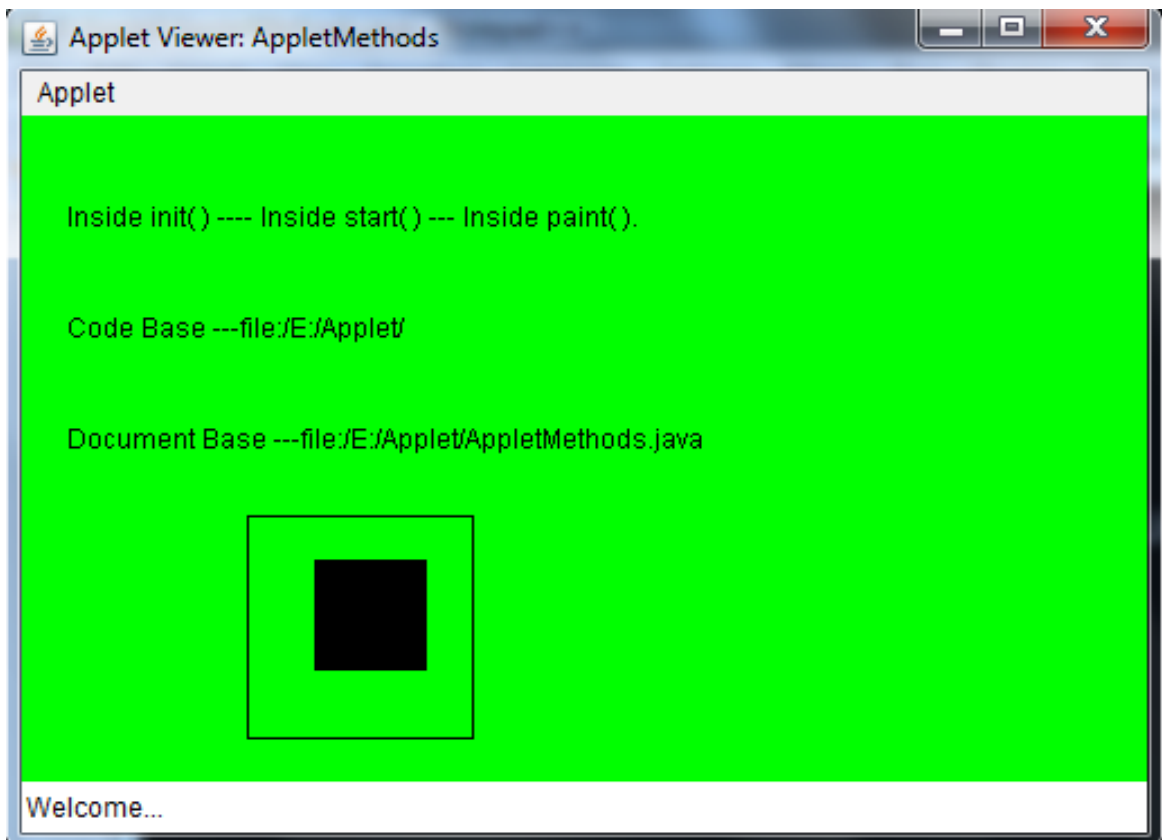 Applet Viewer: AppletMethods
Applet
Inside init( ) ---- Inside start( ) --- Inside paint( ).
Code Base ---file:/E:/Applet/
Document Base ---file:/E:/Applet/AppletMethods.java
Welcome...